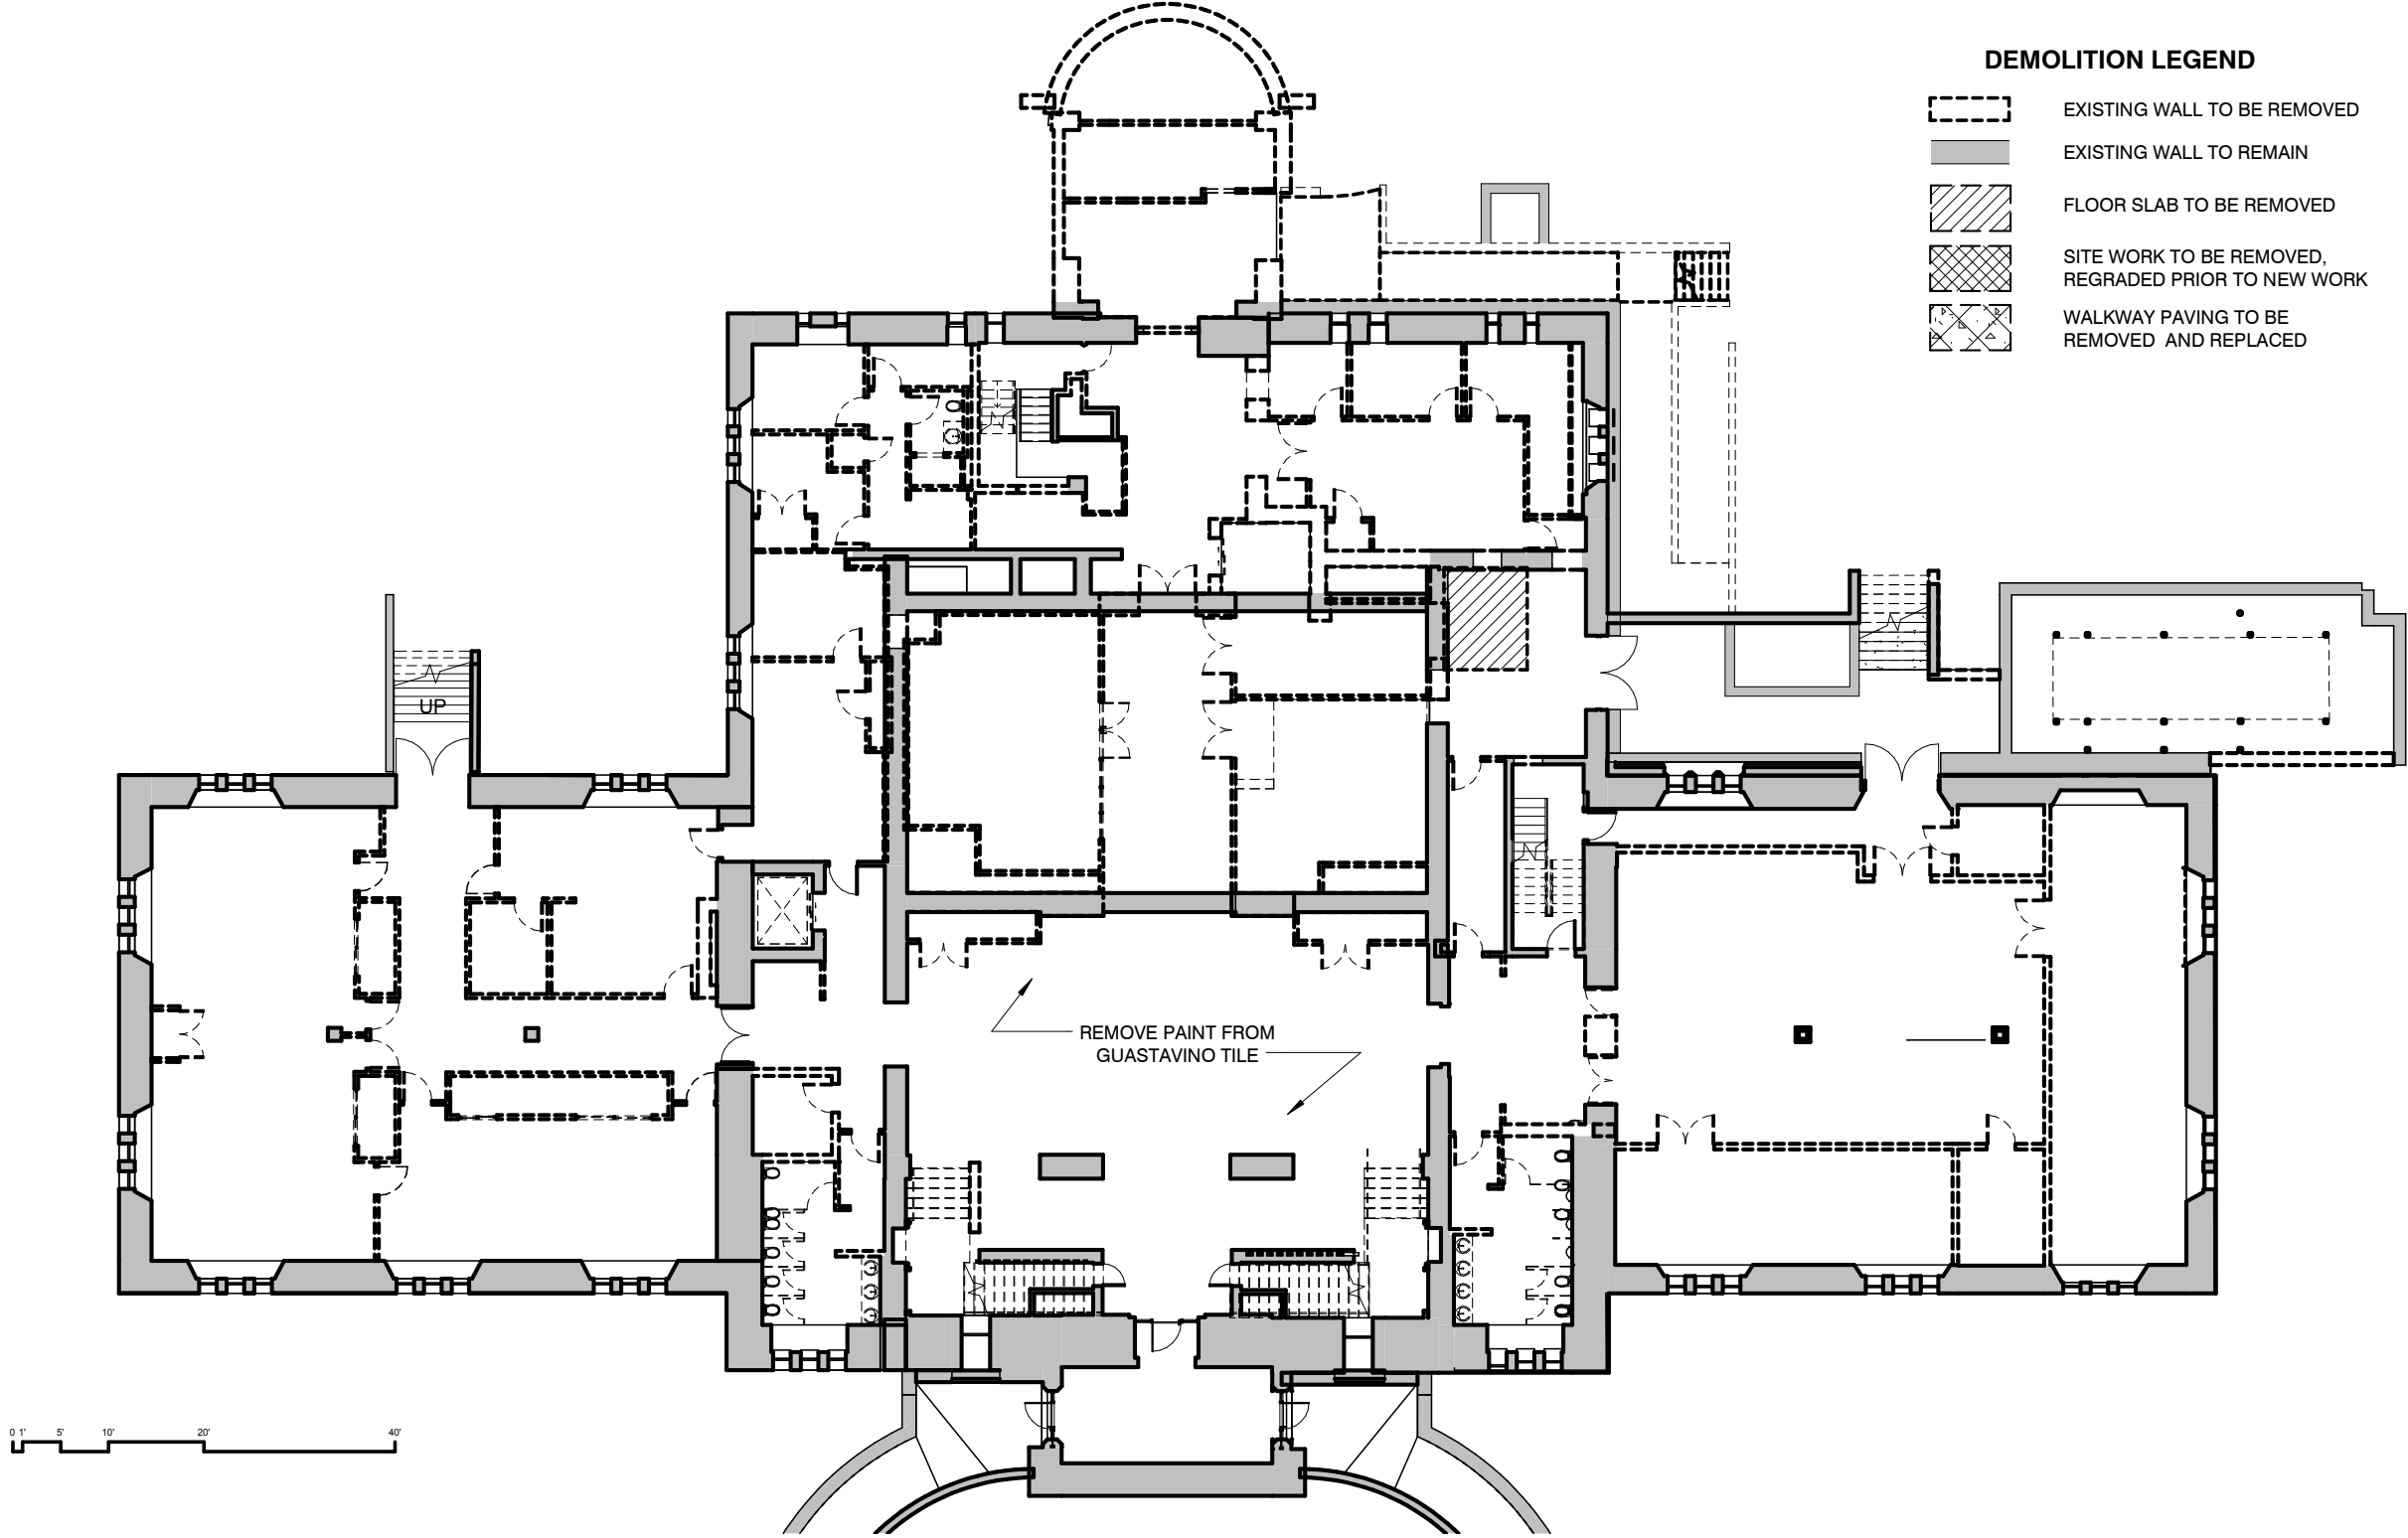 DEMOLITION LEGEND
EXISTING WALL TO BE REMOVED
EXISTING WALL TO REMAIN
FLOOR SLAB TO BE REMOVED
SITE WORK TO BE REMOVED,
REGRADED PRIOR TO NEW WORK
WALKWAY PAVING TO BE
REMOVED AND REPLACED
UP
REMOVE PAINT FROM
GUASTAVINO TILE
0 1' 5' 10' 20' 40'